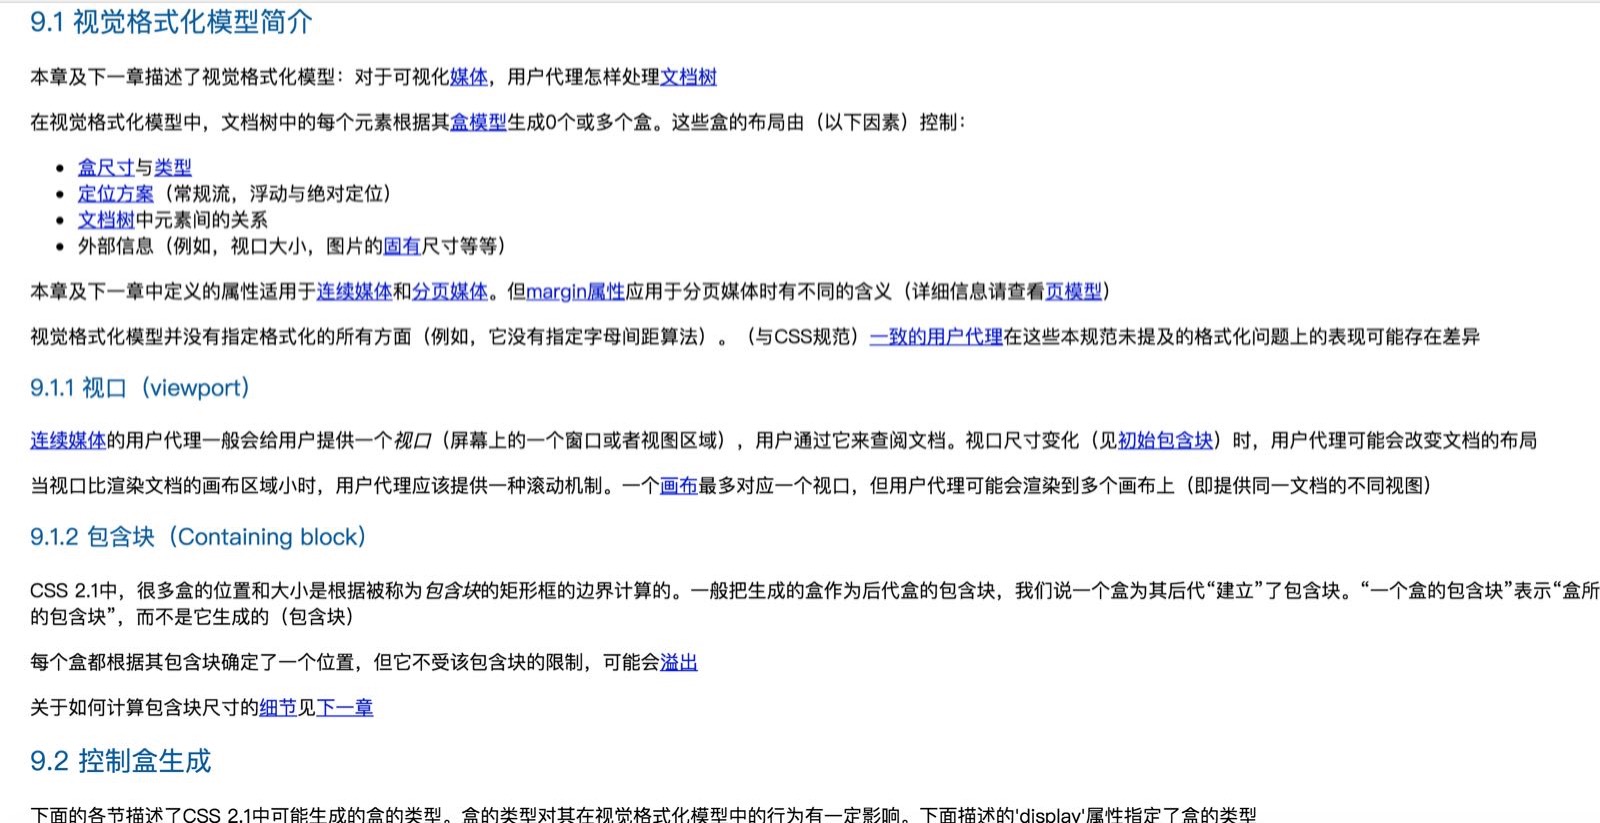 9.1 视觉格式化模型简介
本章及下一章描述了视觉格式化模型：对于可视化媒体，用户代理怎样处理文档树
在视觉格式化模型中，文档树中的每个元素根据其盒模型生成0个或多个盒。这些盒的布局由（以下因素）控制：
• 盒尺寸与类型
• 定位方案（常规流，浮动与绝对定位）
• 文档树中元素间的关系
• 外部信息（例如，视口大小，图片的固有尺寸等等）
本章及下一章中定义的属性适用于连续媒体和分页媒体。但margin属性应用于分页媒体时有不同的含义（详细信息请查看页模型）
视觉格式化模型并没有指定格式化的所有方面（例如，它没有指定字母间距算法）。（与CSS规范）一致的用户代理在这些本规范未提及的格式化问题上的表现可能存在差异
9.1.1 视口（viewport）
连续媒体的用户代理一般会给用户提供一个视口（屏幕上的一个窗口或者视图区域），用户通过它来查阅文档。视口尺寸变化（见初始包含块）时，用户代理可能会改变文档的布局
当视口比渲染文档的画布区域小时，用户代理应该提供一种滚动机制。一个画布最多对应一个视口，但用户代理可能会渲染到多个画布上（即提供同一文档的不同视图）
9.1.2 包含块（Containing block）
CSS 2.1中，很多盒的位置和大小是根据被称为包含块的矩形框的边界计算的。一般把生成的盒作为后代盒的包含块，我们说一个盒为其后代“建立”了包含块。“一个盒的包含块”表示“盒所
的包含块”，而不是它生成的（包含块）
每个盒都根据其包含块确定了一个位置，但它不受该包含块的限制，可能会溢出
关于如何计算包含块尺寸的细节见下一章
9.2 控制盒生成
下面的各节描述了CSS 2.1中可能生成的盒的类型。盒的类型对其在视觉格式化模型中的行为有一定影响。下面描述的'display'属性指定了盒的类型